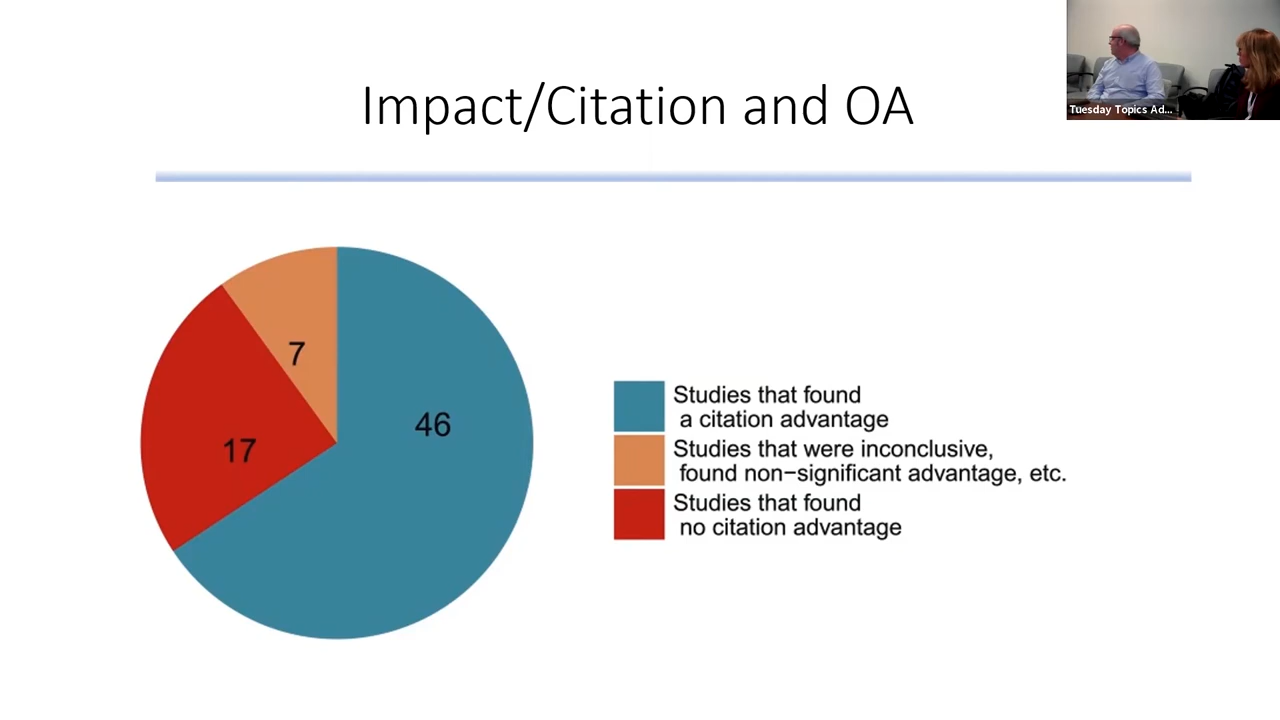 Impact/Citation and OA
Tuesday Topics Ad...
7
46
17
Studies that found
a citation advantage
Studies that were inconclusive,
found non−significant advantage, etc.
Studies that found
no citation advantage